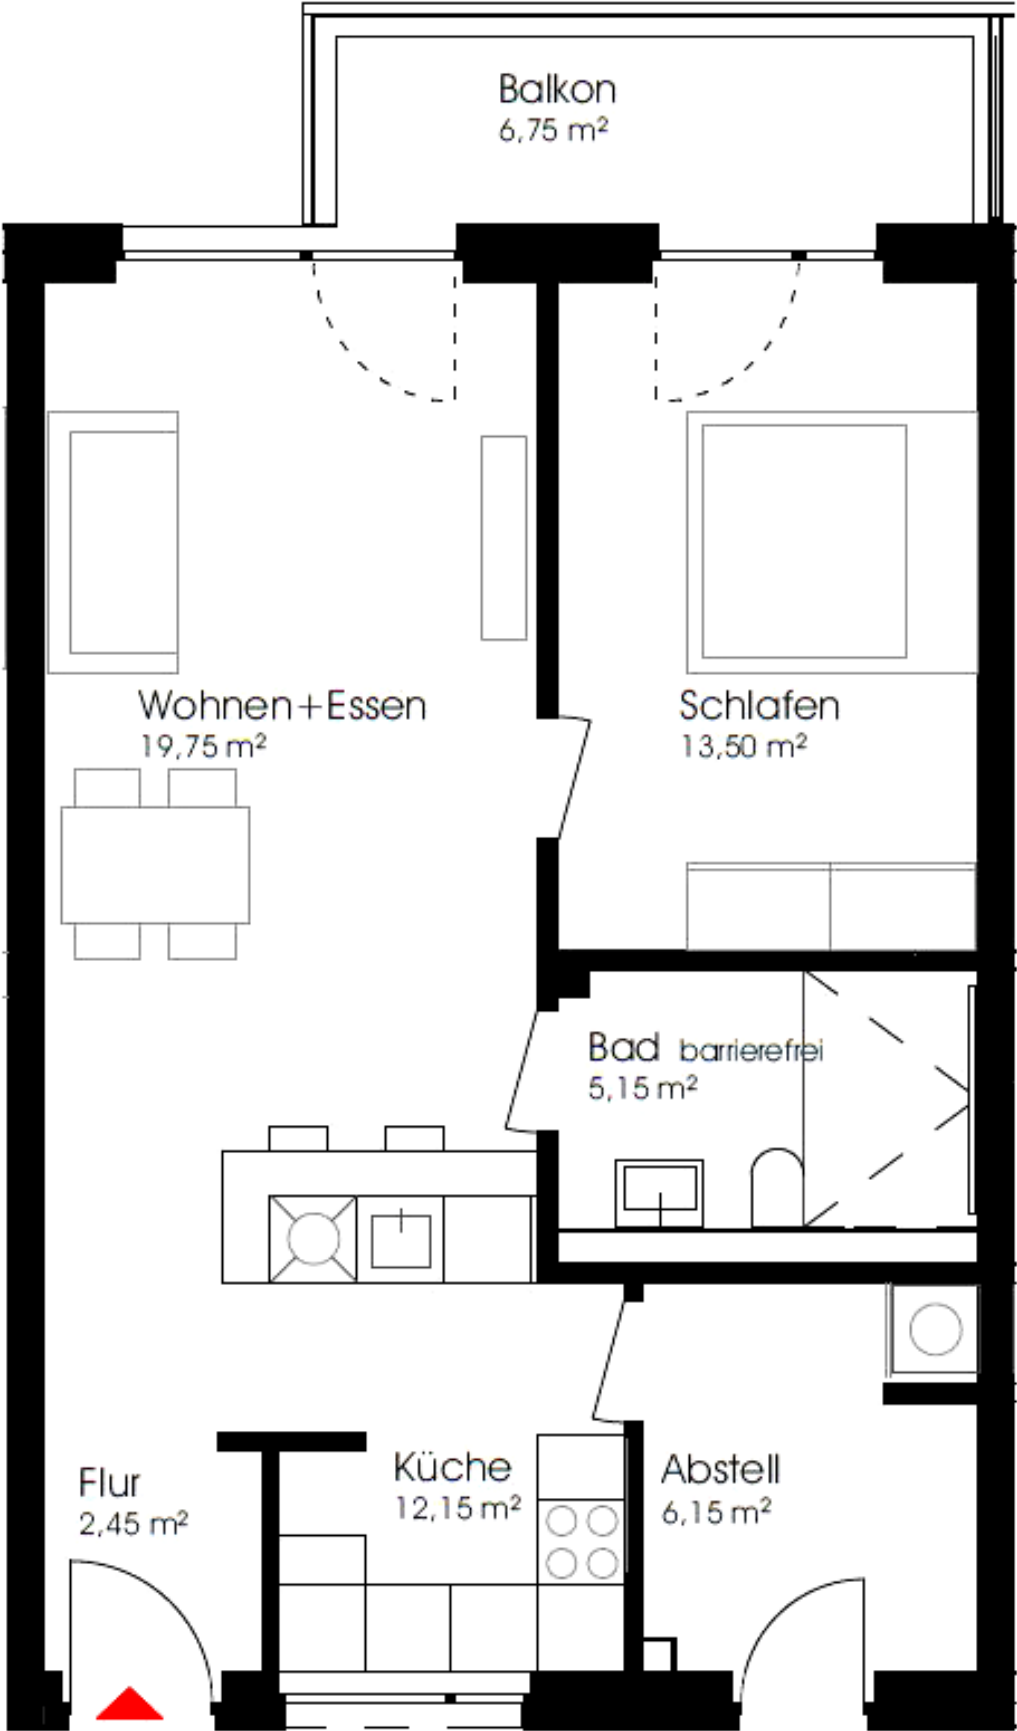 Balkon
6,75 m²
Wohnen+Essen
19,75 m²
Schlafen
13,50 m²
Bad barrierefrei
5,15 m²
Küche
12,15 m²
Abstell
6,15 m²
Flur
2,45 m²